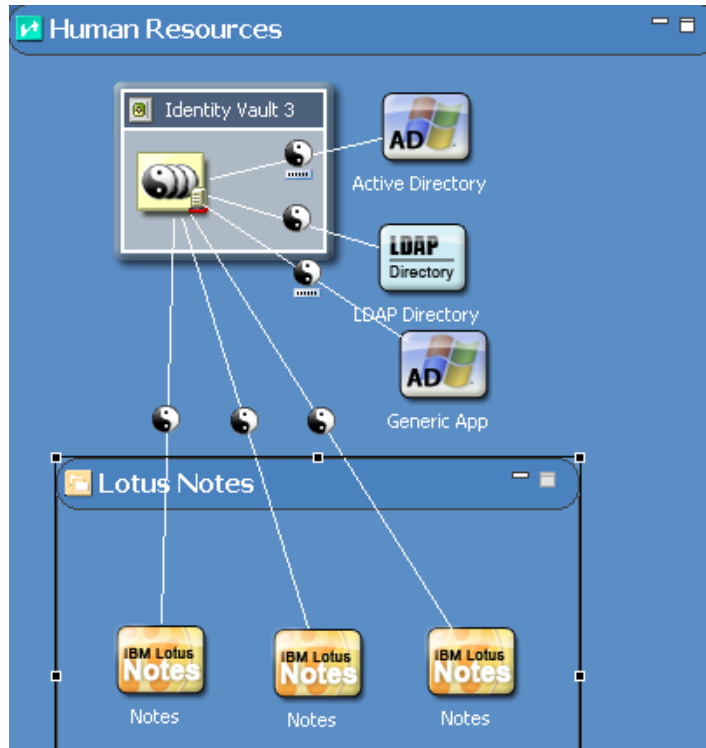 Human Resources
Identity Vault 3
AD
Active Directory
LDAP
Directory
LDAP Directory
AD
Generic App
Lotus Notes
IBM Lotus
Notes
Notes
IBM Lotus
Notes
Notes
IBM Lotus
Notes
Notes